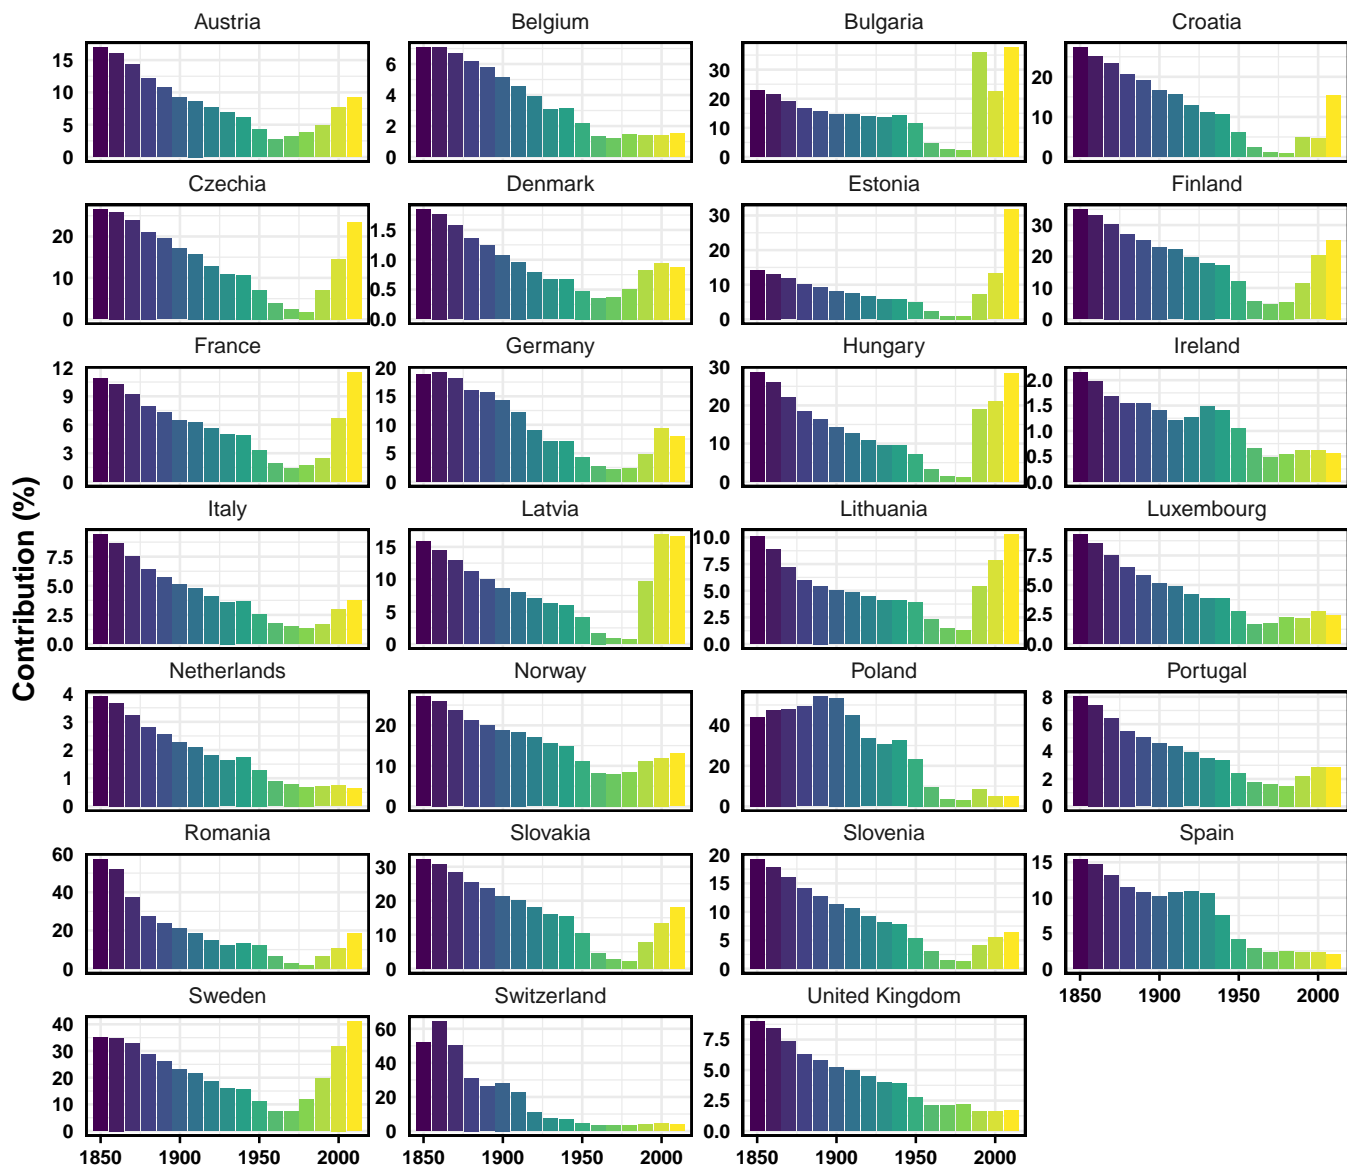 Austria Belgium Bulgaria Croatia
15 10 5 0
6 4 2 0
30 20 10 0
20 10 0
Czechia Denmark Estonia Finland
20 10 0
1.5 1.0 0.5 0.0
30 20 10 0
30 20 10 0
France Germany Hungary Ireland
12 9 6 3 0
20 15 10 5 0
30 20 10 0
2.0 1.5 1.0 0.5 0.0
Contribution (%)
Italy Latvia Lithuania Luxembourg
7.5 5.0 2.5 0.0
15 10 5 0
10.0 7.5 5.0 2.5 0.0
7.5 5.0 2.5 0.0
Netherlands Norway Poland Portugal
4 3 2 1 0
20 10 0
40 20 0
8 6 4 2 0
Romania Slovakia Slovenia Spain
60 40 20 0
30 20 10 0
20 15 10 5 0
15 10 5 0
1850 1900 1950 2000
Sweden Switzerland United Kingdom
40 30 20 10 0
60 40 20 0
7.5 5.0 2.5 0.0
1850 1900 1950 2000 1850 1900 1950 2000 1850 1900 1950 2000